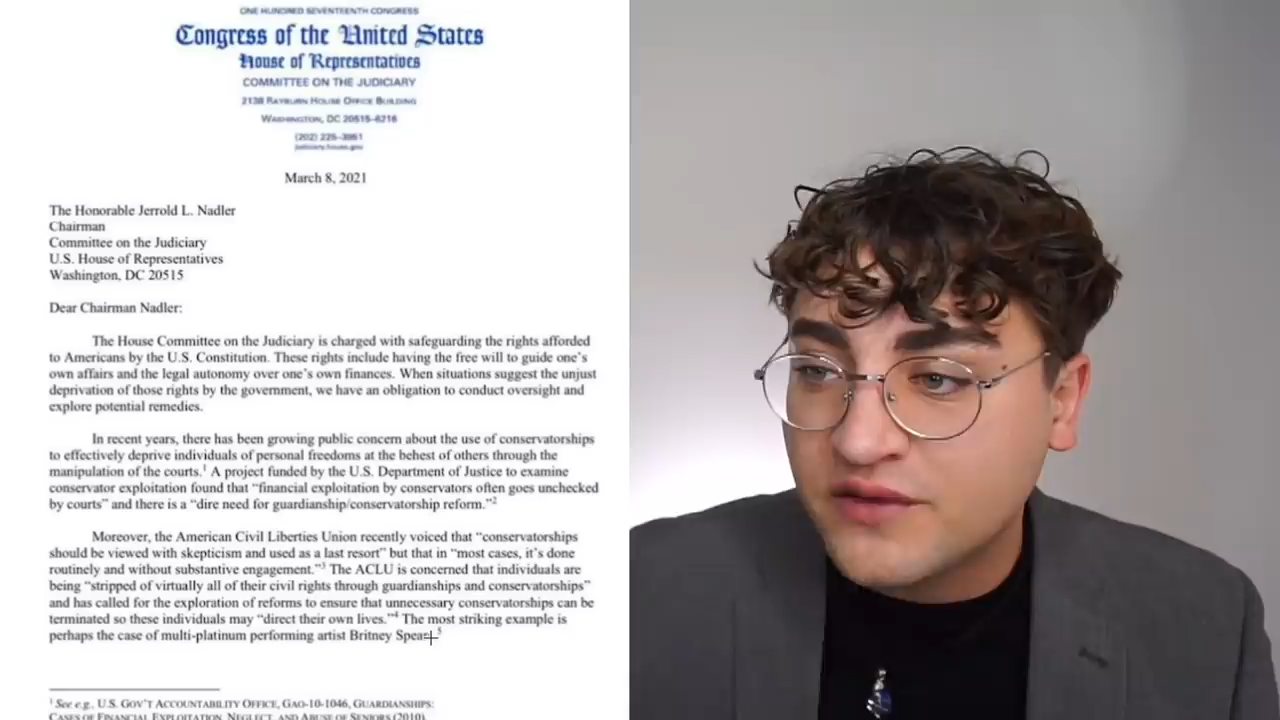 ONE HUNDRED SEVENTEENTH CONGRESS
Congress of the United States
House of Representatives
COMMITTEE ON THE JUDICIARY
2138 RAYBURN HOUSE OFFICE BUILDING
WASHINGTON, DC 20515–6216
(202) 225–3951
judiciary.house.gov
March 8, 2021
The Honorable Jerrold L. Nadler
Chairman
Committee on the Judiciary
U.S. House of Representatives
Washington, DC 20515
Dear Chairman Nadler:
The House Committee on the Judiciary is charged with safeguarding the rights afforded
to Americans by the U.S. Constitution. These rights include having the free will to guide one's
own affairs and the legal autonomy over one's own finances. When situations suggest the unjust
deprivation of those rights by the government, we have an obligation to conduct oversight and
explore potential remedies.
In recent years, there has been growing public concern about the use of conservatorships
to effectively deprive individuals of personal freedoms at the behest of others through the
manipulation of the courts.1 A project funded by the U.S. Department of Justice to examine
conservator exploitation found that “financial exploitation by conservators often goes unchecked
by courts” and there is a “dire need for guardianship/conservatorship reform.”2
Moreover, the American Civil Liberties Union recently voiced that “conservatorships
should be viewed with skepticism and used as a last resort” but that in “most cases, it's done
routinely and without substantive engagement.”3 The ACLU is concerned that individuals are
being “stripped of virtually all of their civil rights through guardianships and conservatorships”
and has called for the exploration of reforms to ensure that unnecessary conservatorships can be
terminated so these individuals may “direct their own lives.”4 The most striking example is
perhaps the case of multi-platinum performing artist Britney Spears.5
1 See e.g., U.S. GOV'T ACCOUNTABILITY OFFICE, GAO-10-1046, GUARDIANSHIPS:
CASES OF FINANCIAL EXPLOITATION, NEGLECT, AND ABUSE OF SENIORS (2010).